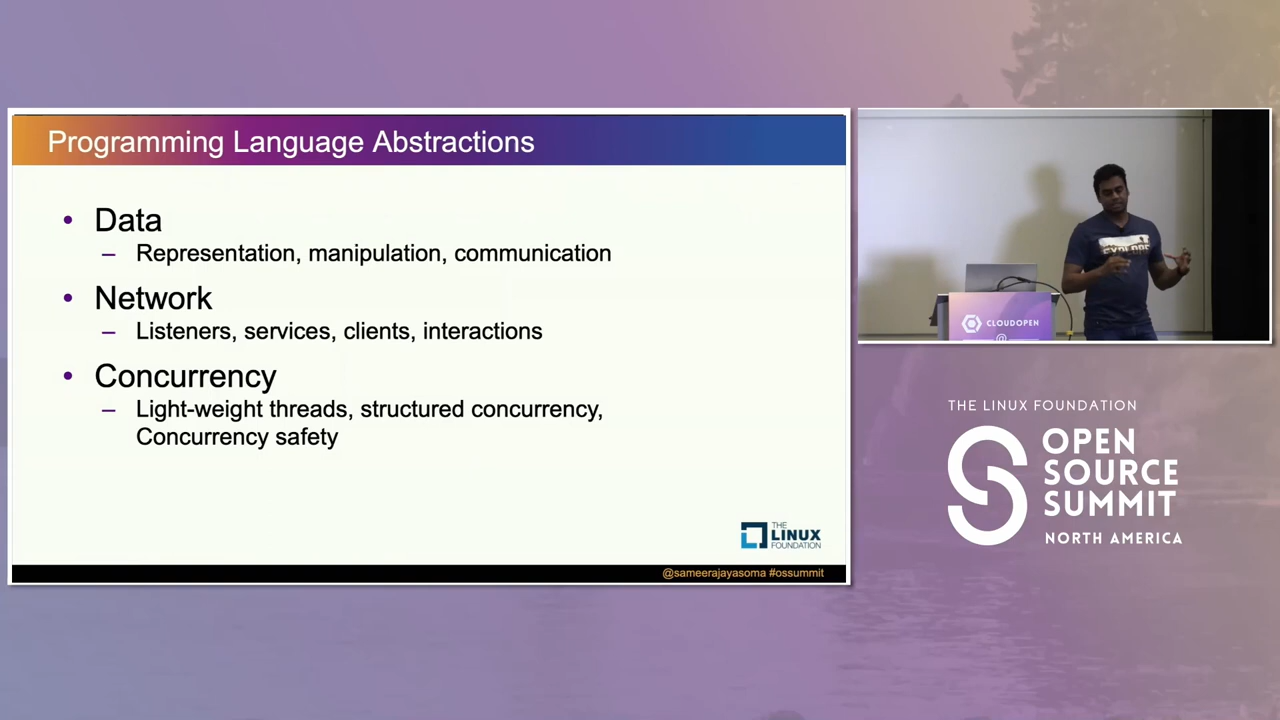 Programming Language Abstractions
• Data
– Representation, manipulation, communication
• Network
– Listeners, services, clients, interactions
• Concurrency
– Light-weight threads, structured concurrency,
Concurrency safety
THE
LINUX
FOUNDATION
@sameerajayasoma #ossummit
EXPLORE
CLOUDOPEN
THE LINUX FOUNDATION
OPEN
SOURCE
SUMMIT
NORTH AMERICA